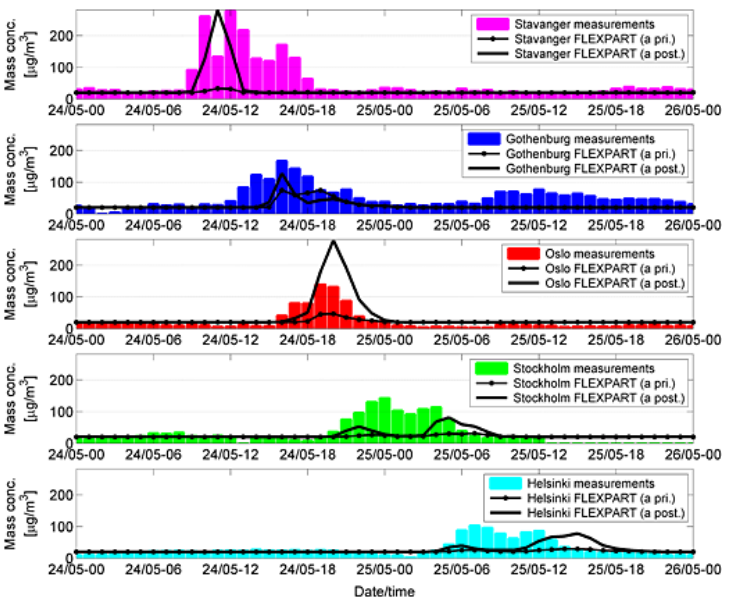 Mass conc.
[µg/m³]
200
100
0
Stavanger measurements
Stavanger FLEXPART (a pri.)
Stavanger FLEXPART (a post.)
24/05-00 24/05-06 24/05-12 24/05-18 25/05-00 25/05-06 25/05-12 25/05-18 26/05-00
Mass conc.
[µg/m³]
200
100
0
Gothenburg measurements
Gothenburg FLEXPART (a pri.)
Gothenburg FLEXPART (a post.)
24/05-00 24/05-06 24/05-12 24/05-18 25/05-00 25/05-06 25/05-12 25/05-18 26/05-00
Mass conc.
[µg/m³]
200
100
0
Oslo measurements
Oslo FLEXPART (a pri.)
Oslo FLEXPART (a post.)
24/05-00 24/05-06 24/05-12 24/05-18 25/05-00 25/05-06 25/05-12 25/05-18 26/05-00
Mass conc.
[µg/m³]
200
100
0
Stockholm measurements
Stockholm FLEXPART (a pri.)
Stockholm FLEXPART (a post.)
24/05-00 24/05-06 24/05-12 24/05-18 25/05-00 25/05-06 25/05-12 25/05-18 26/05-00
Mass conc.
[µg/m³]
200
100
0
Helsinki measurements
Helsinki FLEXPART (a pri.)
Helsinki FLEXPART (a post.)
24/05-00 24/05-06 24/05-12 24/05-18 25/05-00 25/05-06 25/05-12 25/05-18 26/05-00
Date/time